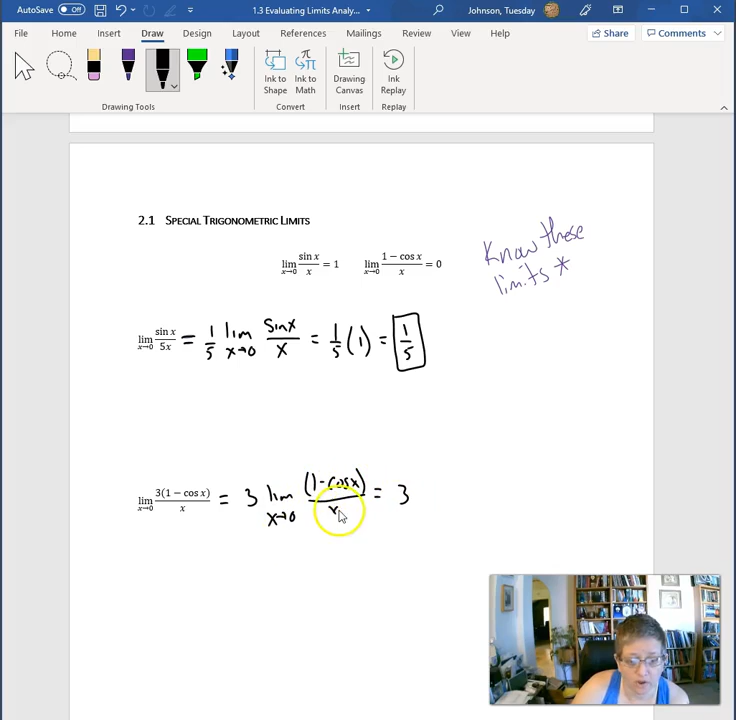 AutoSave Off 1.3 Evaluating Limits Analy... Johnson, Tuesday
File Home Insert Draw Design Layout References Mailings Review View Help Share Comments
Ink to Shape Ink to Math Drawing Canvas Ink Replay
Drawing Tools Convert Insert Replay
2.1 SPECIAL TRIGONOMETRIC LIMITS
lim x→0 sin x / x = 1 lim x→0 1 − cos x / x = 0
Know these
limits *
lim x→0 sin x / 5x = 1/5 lim x→0 sinx / x = 1/5 (1) = 1/5
lim x→0 3(1 − cos x) / x = 3 lim x→0 (1-cosx) / x = 3